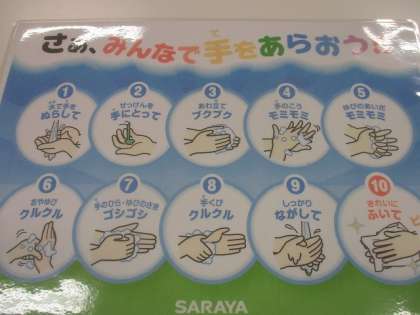 さぁ、みんなで手をあらおう
1
水で手を
ぬらして
2
せっけんを
手にとって
3
あわ立て
ブクブク
4
手のこう
モミモミ
5
ゆびのあいだ
モミモミ
6
おやゆび
クルクル
7
手のひら・ゆびのさき
ゴシゴシ
8
手くび
クルクル
9
しっかり
ながして
10
きれいに
ふいて
SARAYA